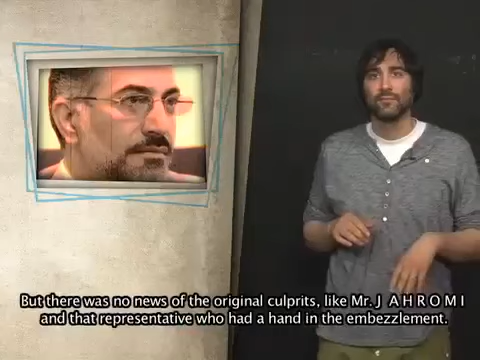 But there was no news of the original culprits, like Mr. J A H R O M I
and that representative who had a hand in the embezzlement.